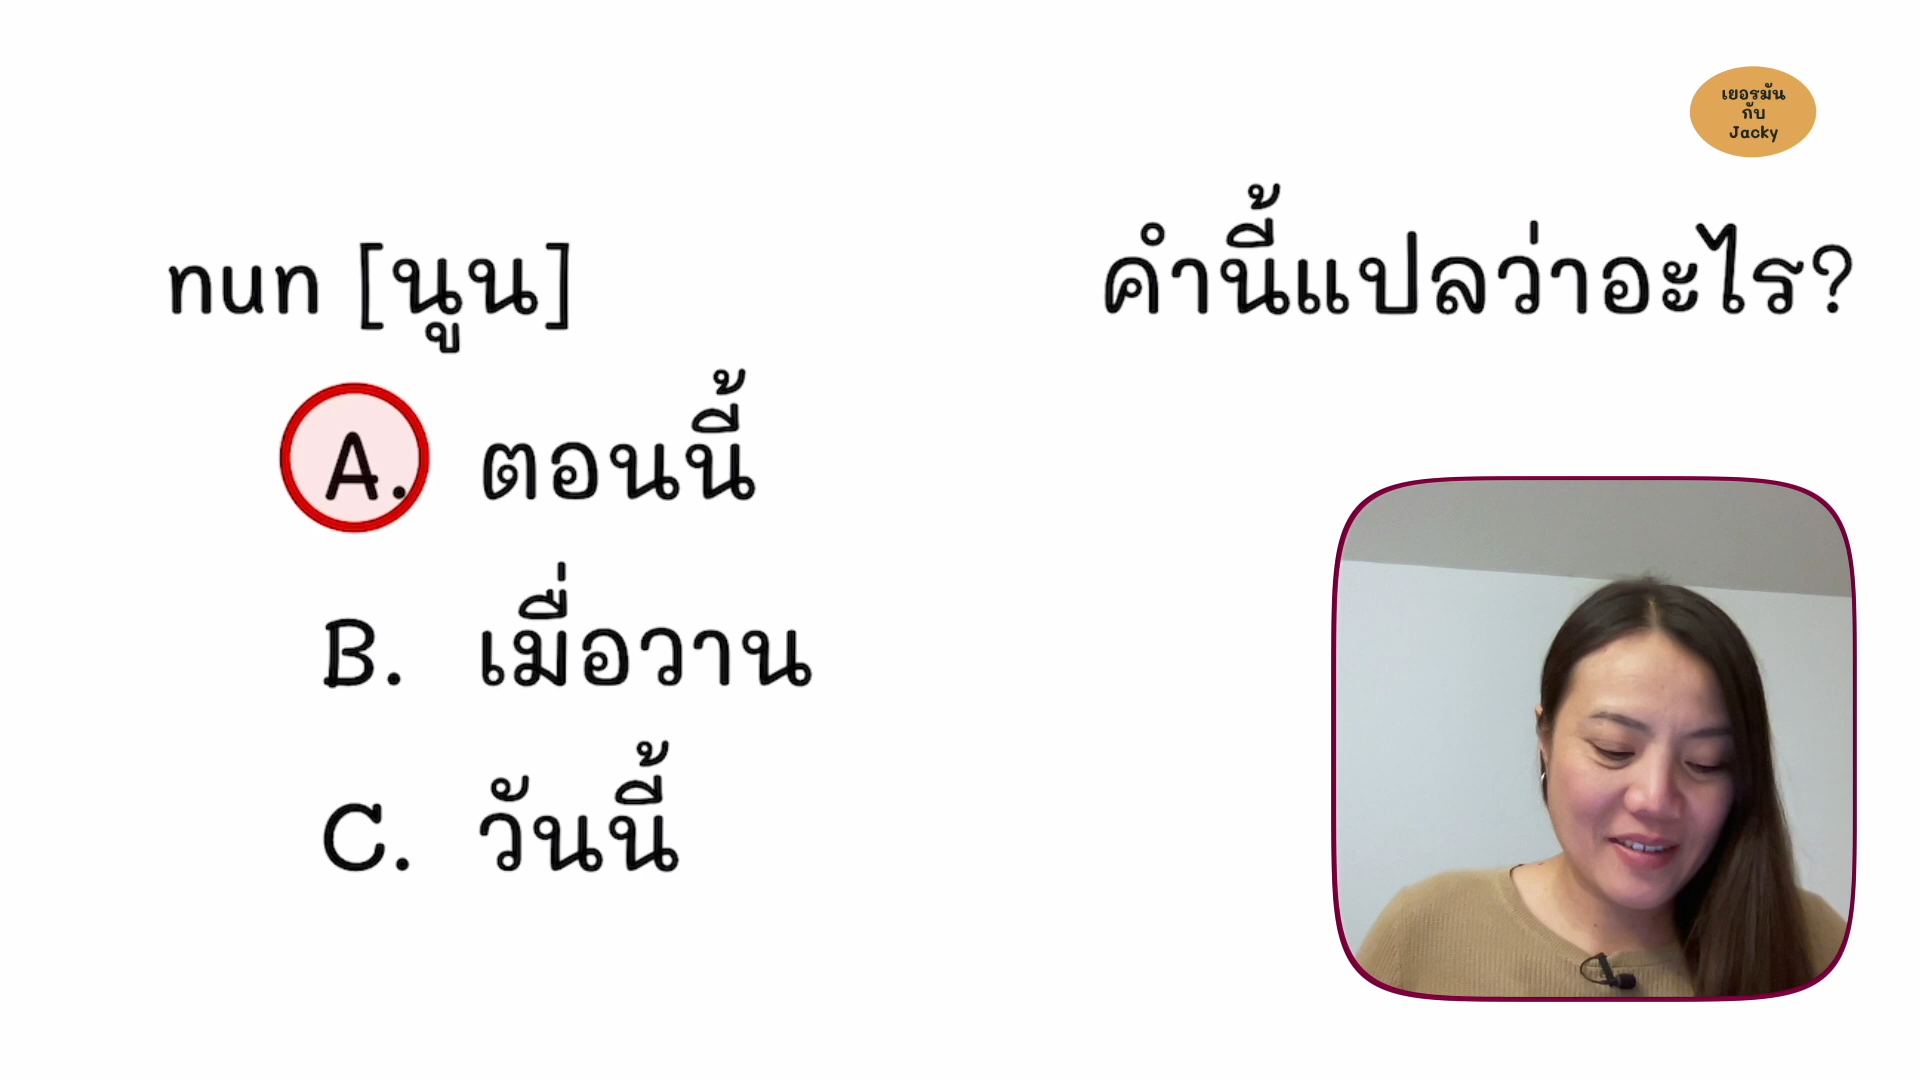 เยอรมัน
กับ
Jacky
nun [นูน]
คำนี้แปลว่าอะไร?
A. ตอนนี้
B. เมื่อวาน
C. วันนี้